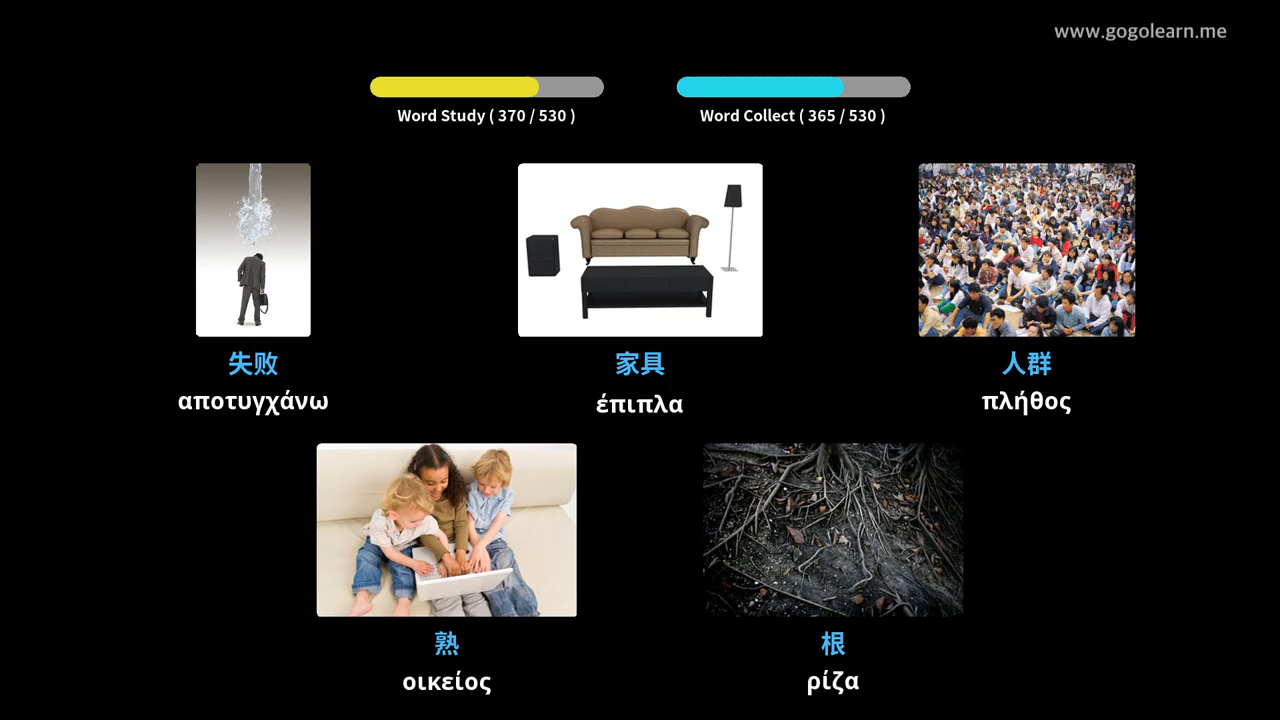 www.gogolearn.me
Word Study ( 370 / 530 )
Word Collect ( 365 / 530 )
失败
αποτυγχάνω
家具
έπιπλα
人群
πλήθος
熟
οικείος
根
ρίζα